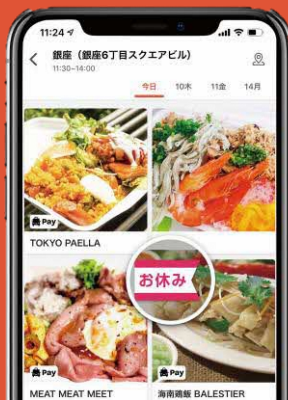 11:24
銀座（銀座6丁目スクエアビル）
11:30~14:00
今日 10木 11金 14月
Pay
TOKYO PAELLA
お休み
Pay
Pay
MEAT MEAT MEET
海南鶏飯 BALESTIER